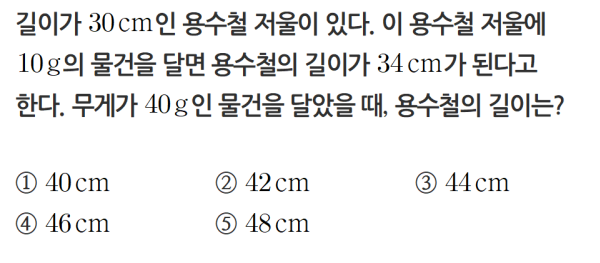 길이가 30 cm인 용수철 저울이 있다. 이 용수철 저울에
10 g의 물건을 달면 용수철의 길이가 34 cm가 된다고
한다. 무게가 40 g인 물건을 달았을 때, 용수철의 길이는?
① 40 cm ② 42 cm ③ 44 cm
④ 46 cm ⑤ 48 cm